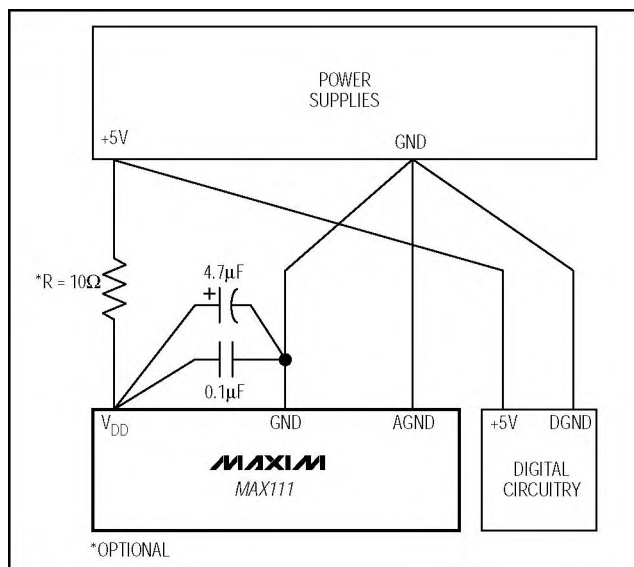 POWER
SUPPLIES
+5V
GND
*R = 10Ω
4.7µF
+
0.1µF
VDD
GND
AGND
+5V
DGND
MAXIM
MAX111
DIGITAL
CIRCUITRY
*OPTIONAL